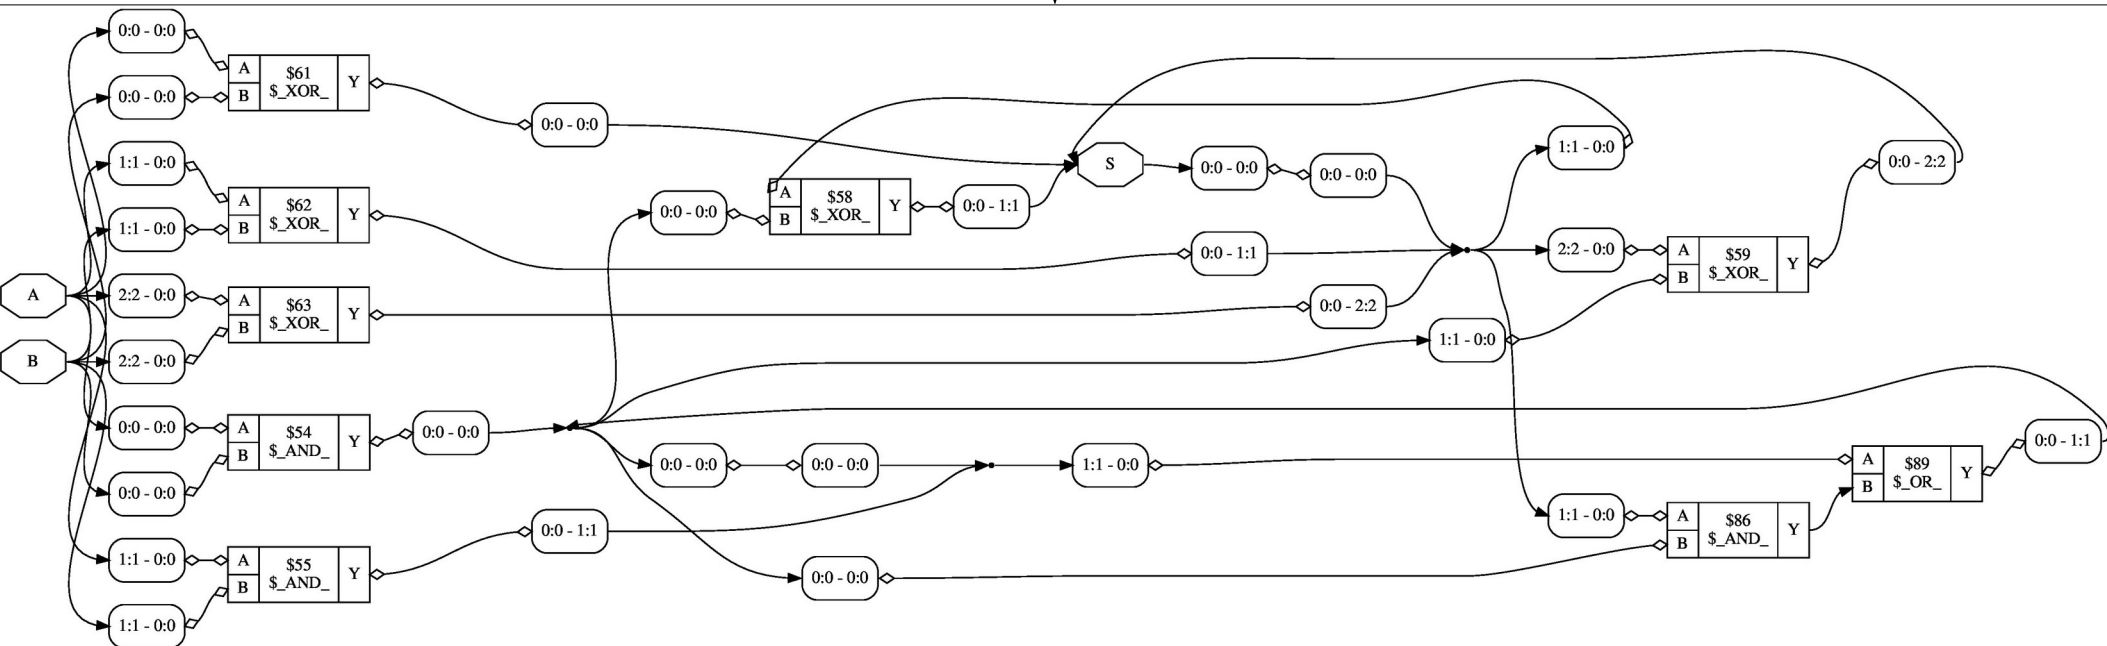 0:0 - 0:0
A $61 Y
0:0 - 0:0 B $_XOR_
0:0 - 0:0
1:1 - 0:0
A $62 Y
1:1 - 0:0 B $_XOR_
A
2:2 - 0:0 A $63 Y
B $_XOR_
B
2:2 - 0:0
0:0 - 0:0 A $54 Y 0:0 - 0:0
B $_AND_
0:0 - 0:0
1:1 - 0:0 A $55 Y 0:0 - 1:1
B $_AND_
1:1 - 0:0
0:0 - 0:0 A $58 Y 0:0 - 1:1
B $_XOR_
S 0:0 - 0:0 0:0 - 0:0
0:0 - 1:1
0:0 - 2:2
1:1 - 0:0
1:1 - 0:0
2:2 - 0:0 A $59 Y 0:0 - 2:2
B $_XOR_
0:0 - 0:0 0:0 - 0:0 1:1 - 0:0
0:0 - 0:0
1:1 - 0:0 A $86 Y
B $_AND_
A $89 Y 0:0 - 1:1
B $_OR_